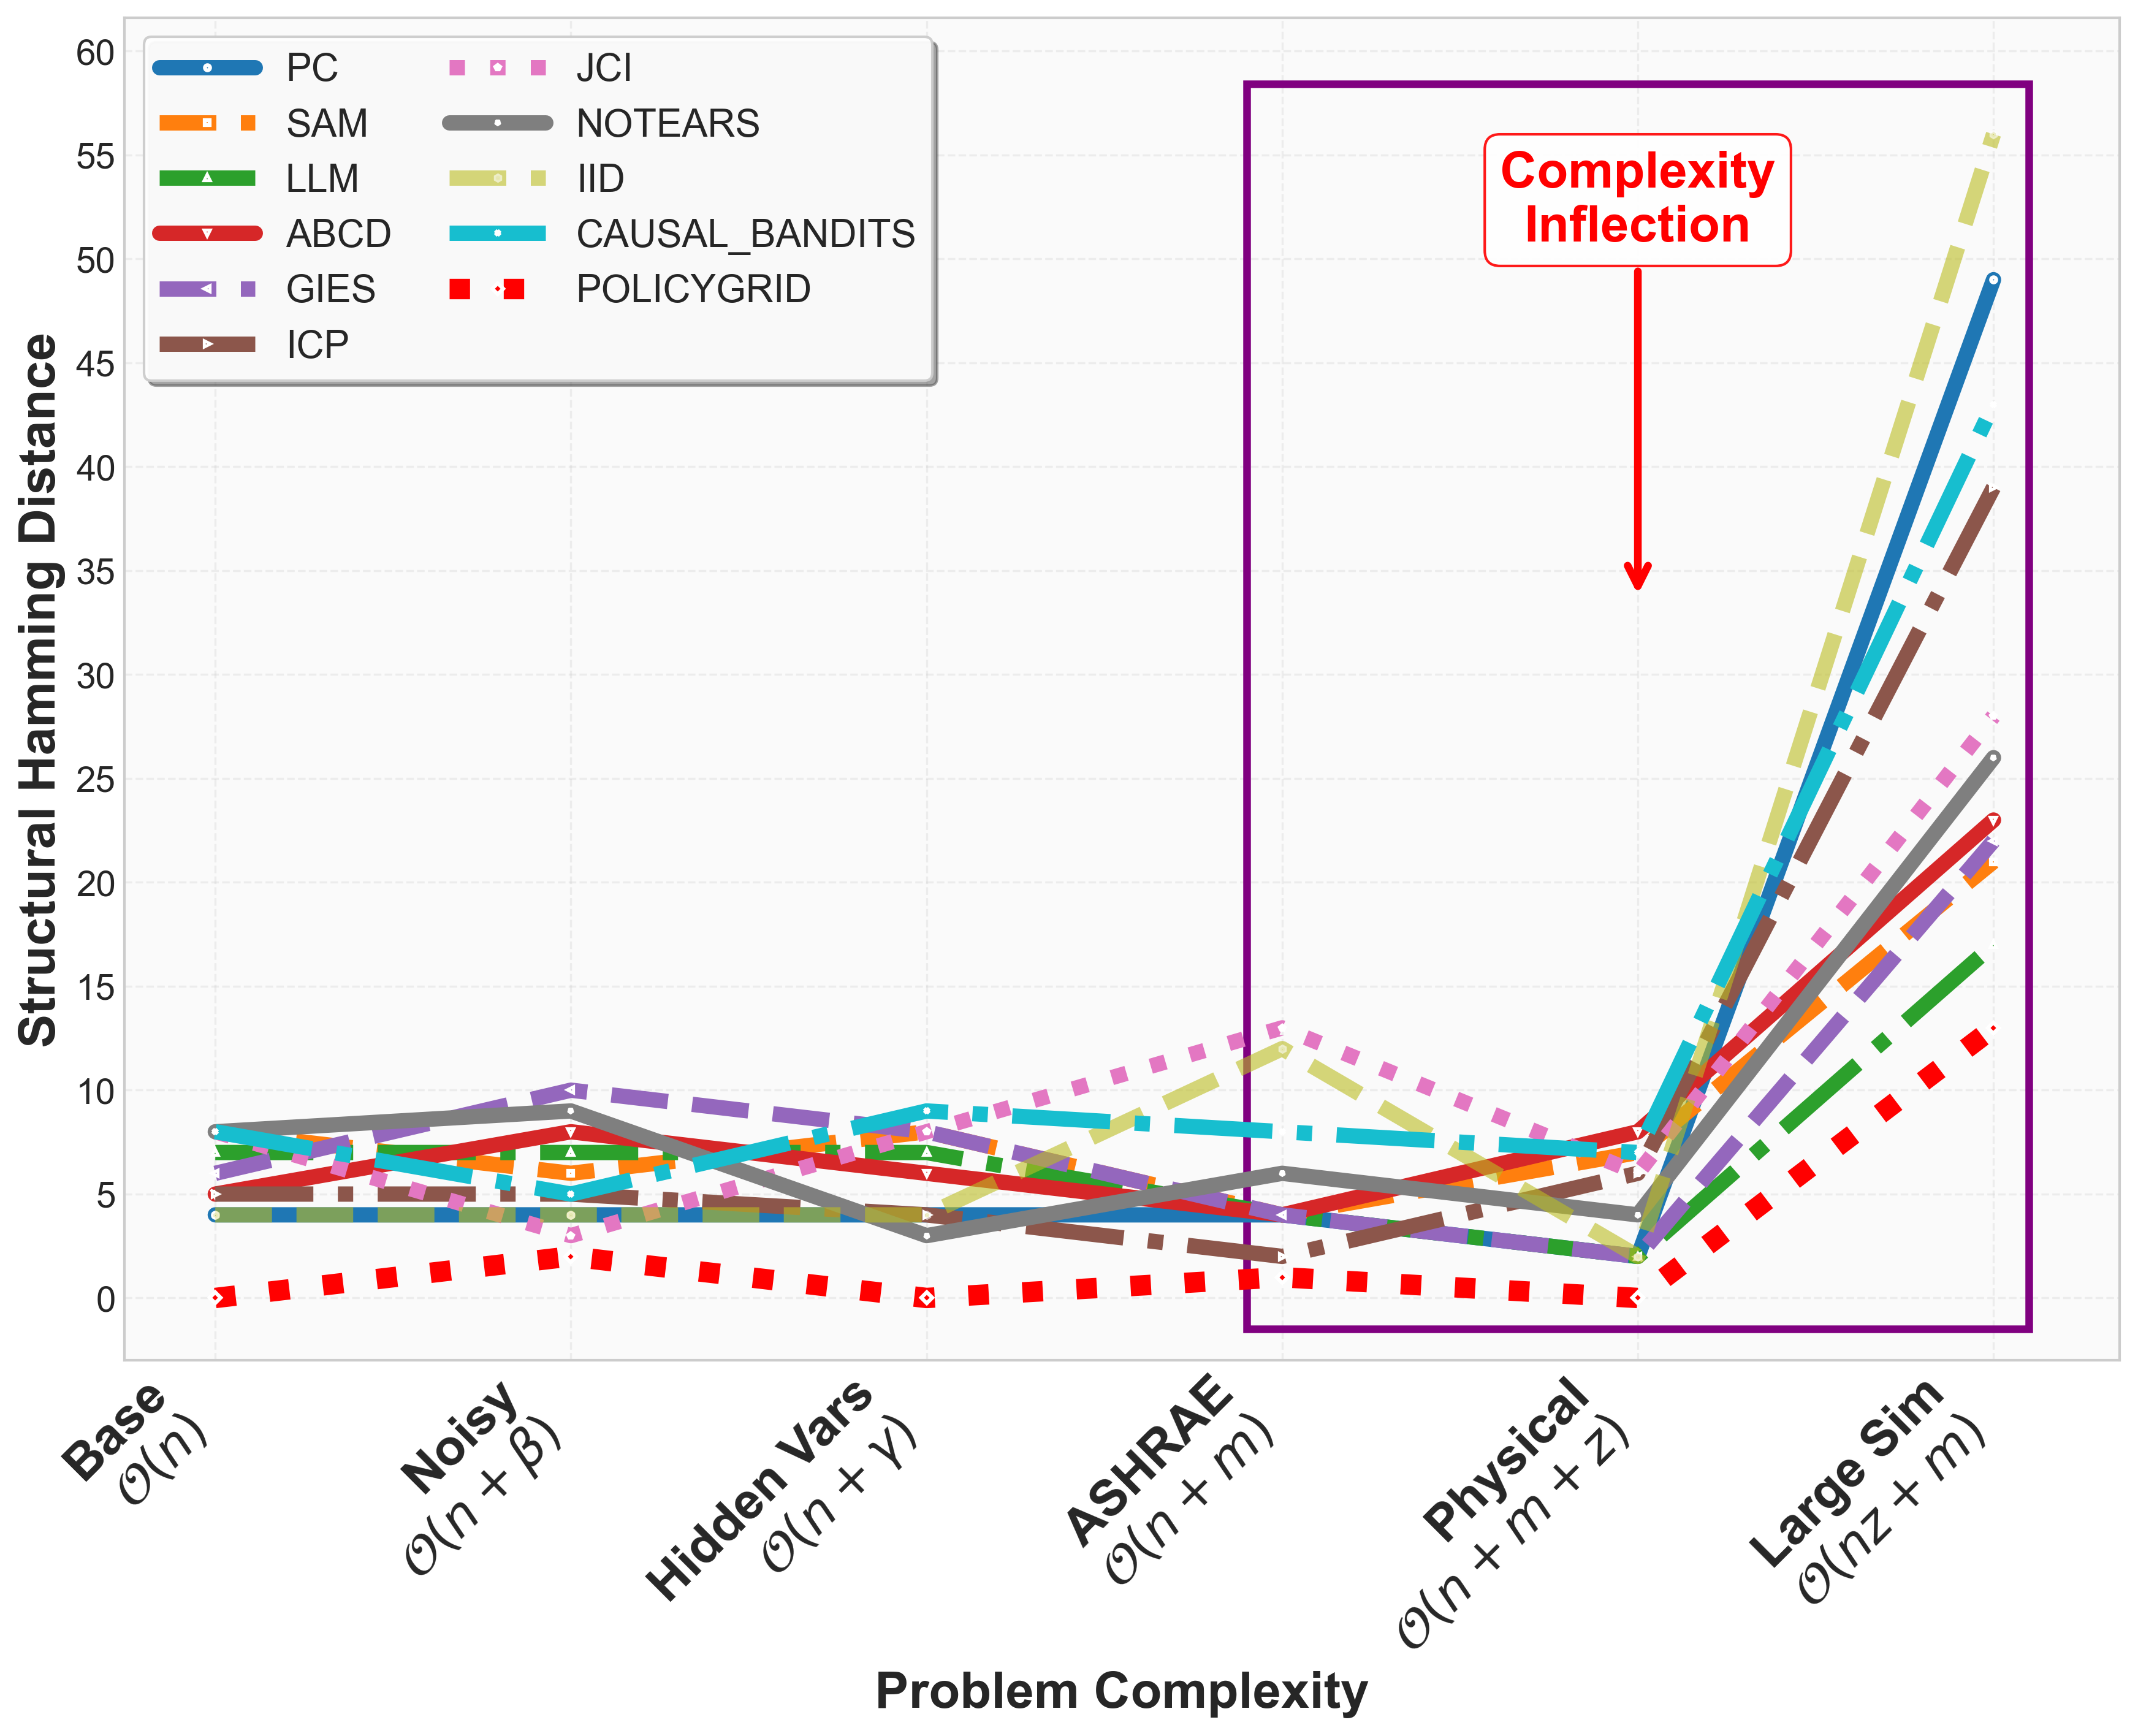 Structural Hamming Distance
60
55
50
45
40
35
30
25
20
15
10
5
0
PC
SAM
LLM
ABCD
GIES
ICP
JCI
NOTEARS
IID
CAUSAL_BANDITS
POLICYGRID
Complexity
Inflection
Base
𝒪(n)
Noisy
𝒪(n + β)
Hidden Vars
𝒪(n + γ)
ASHRAE
𝒪(n + m)
Physical
𝒪(n + m + z)
Large Sim
𝒪(nz + m)
Problem Complexity